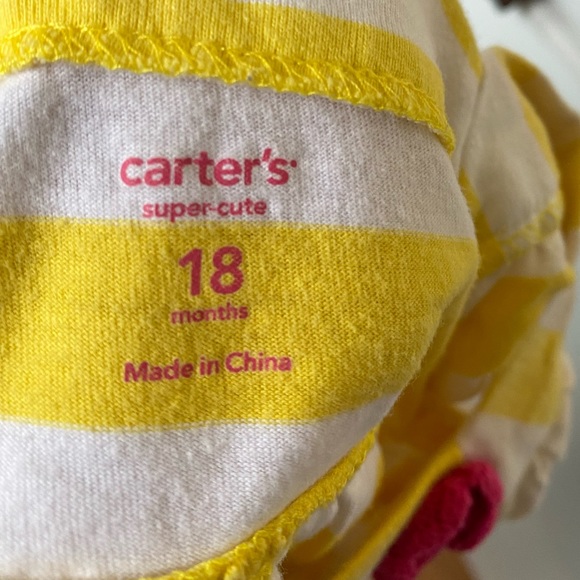 carter's
super-cute
18
months
Made in China